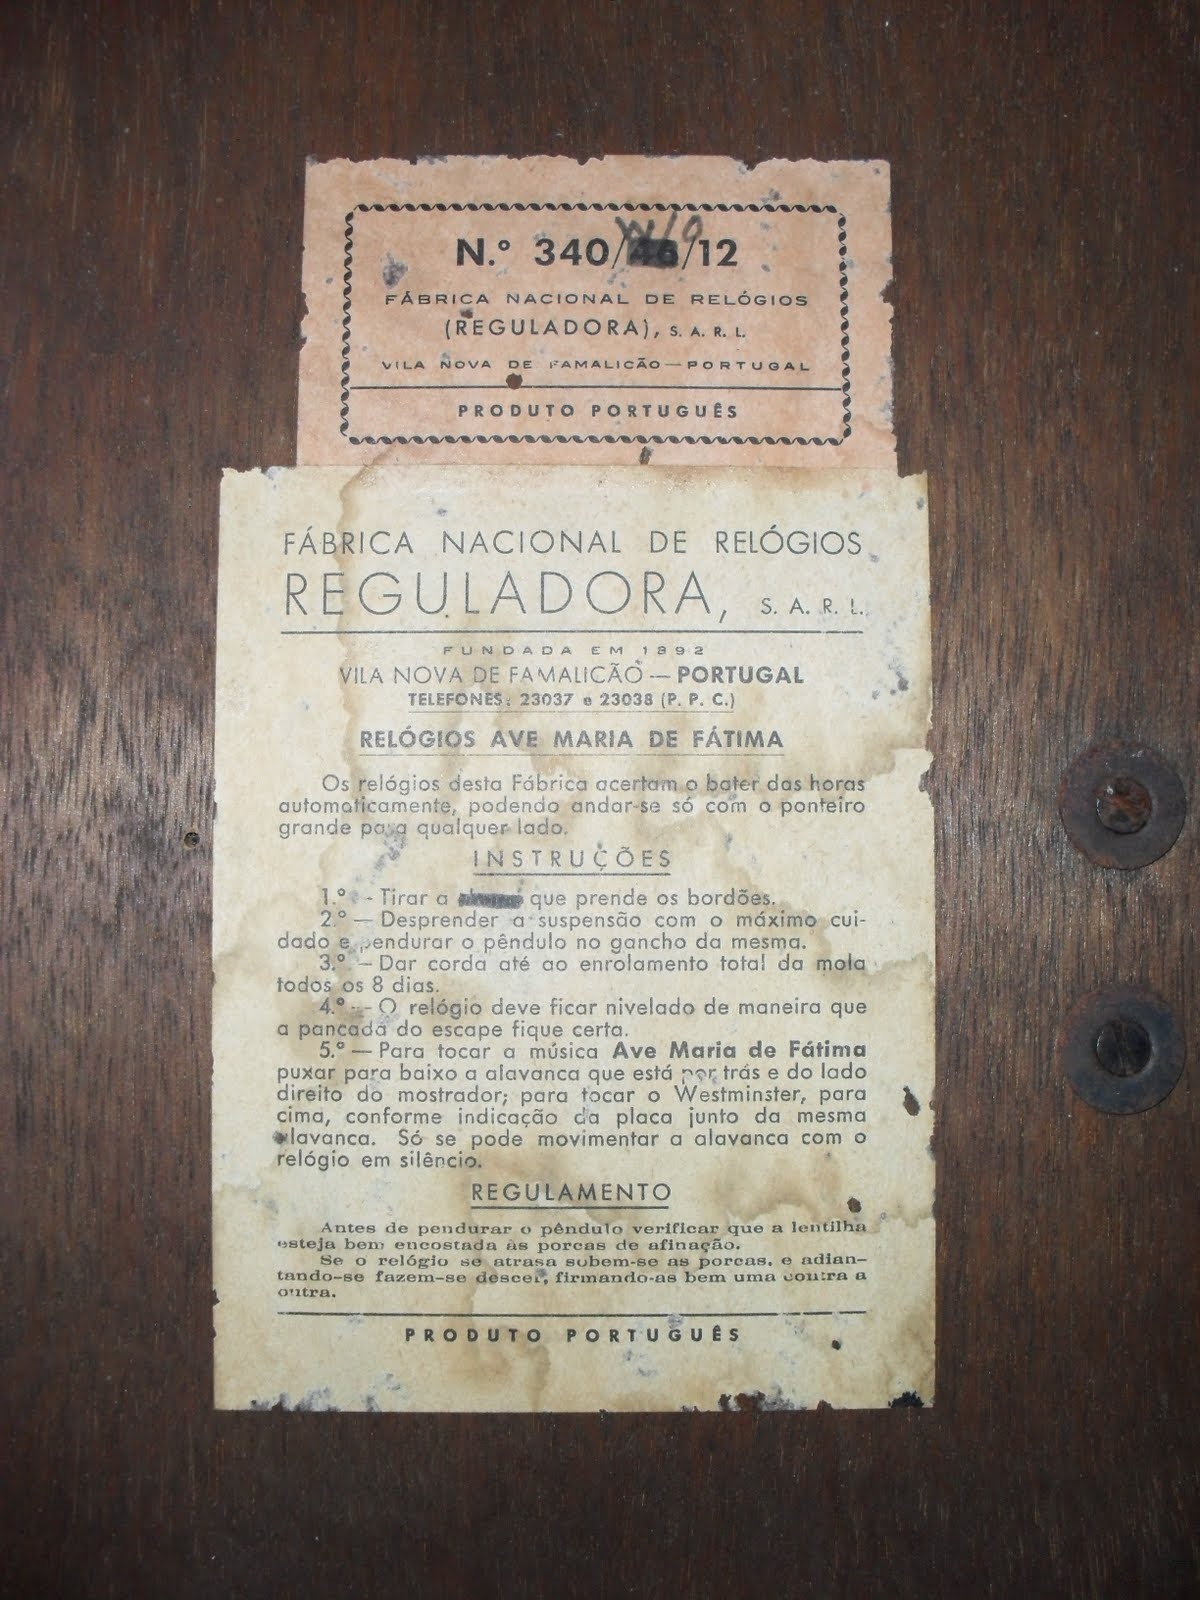 N.º 340/ /12
FÁBRICA NACIONAL DE RELÓGIOS
(REGULADORA), S. A. R. L.
VILA NOVA DE FAMALICÃO — PORTUGAL
PRODUTO PORTUGUÊS
FÁBRICA NACIONAL DE RELÓGIOS
REGULADORA, S. A. R. L.
FUNDADA EM 1892
VILA NOVA DE FAMALICÃO — PORTUGAL
TELEFONES: 23037 e 23038 (P. P. C.)
RELÓGIOS AVE MARIA DE FÁTIMA
Os relógios desta Fábrica acertam o bater das horas
automaticamente, podendo andar-se só com o ponteiro
grande para qualquer lado.
INSTRUÇÕES
1.º — Tirar a que prende os bordões.
2.º — Desprender a suspensão com o máximo cui-
dado e pendurar o pêndulo no gancho da mesma.
3.º — Dar corda até ao enrolamento total da mola
todos os 8 dias.
4.º — O relógio deve ficar nivelado de maneira que
a pancada do escape fique certa.
5.º — Para tocar a música Ave Maria de Fátima
puxar para baixo a alavanca que está por trás e do lado
direito do mostrador; para tocar o Westminster, para
cima, conforme indicação da placa junto da mesma
alavanca. Só se pode movimentar a alavanca com o
relógio em silêncio.
REGULAMENTO
Antes de pendurar o pêndulo verificar que a lentilha
esteja bem encostada às porcas de afinação.
Se o relógio se atrasa subem-se as porcas, e adian-
tando-se fazem-se descer, firmando-as bem uma contra a
outra.
PRODUTO PORTUGUÊS